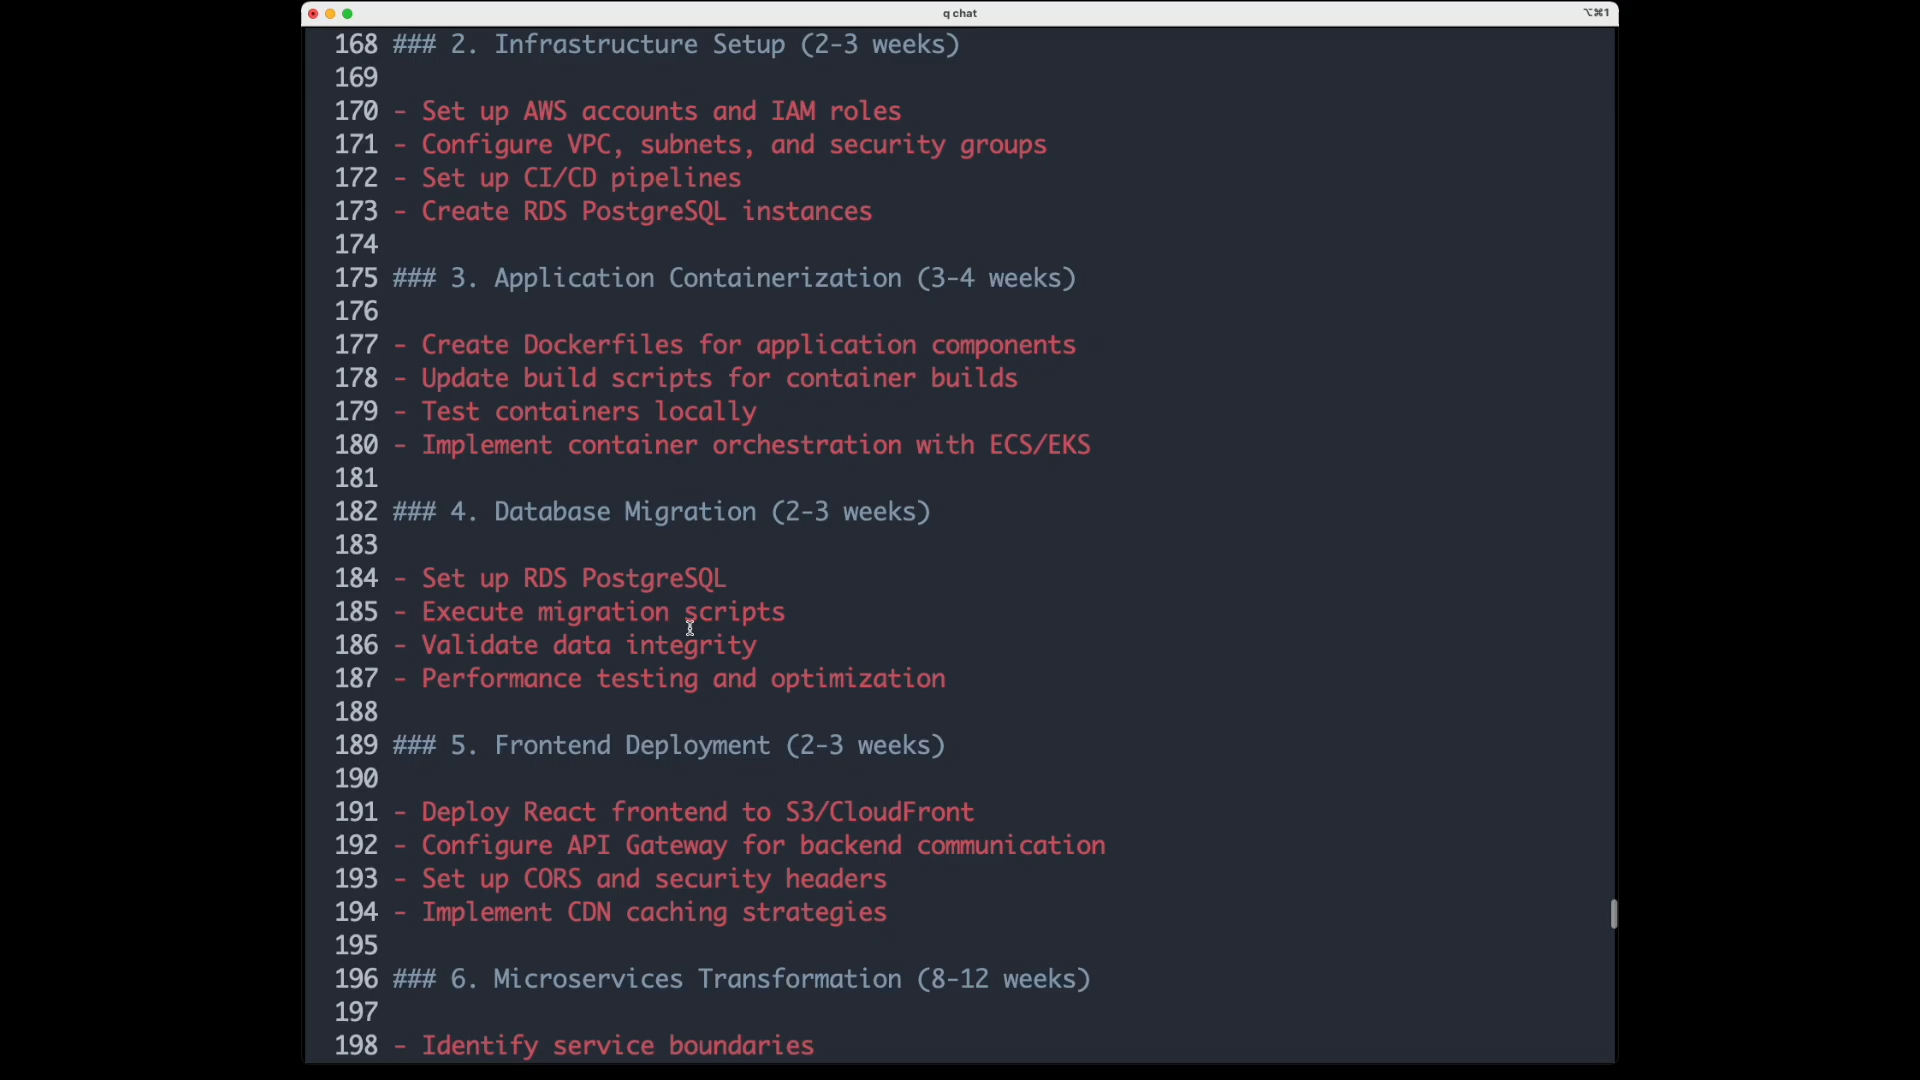 q chat
⌥⌘1
168 ### 2. Infrastructure Setup (2-3 weeks)
169
170 - Set up AWS accounts and IAM roles
171 - Configure VPC, subnets, and security groups
172 - Set up CI/CD pipelines
173 - Create RDS PostgreSQL instances
174
175 ### 3. Application Containerization (3-4 weeks)
176
177 - Create Dockerfiles for application components
178 - Update build scripts for container builds
179 - Test containers locally
180 - Implement container orchestration with ECS/EKS
181
182 ### 4. Database Migration (2-3 weeks)
183
184 - Set up RDS PostgreSQL
185 - Execute migration scripts
186 - Validate data integrity
187 - Performance testing and optimization
188
189 ### 5. Frontend Deployment (2-3 weeks)
190
191 - Deploy React frontend to S3/CloudFront
192 - Configure API Gateway for backend communication
193 - Set up CORS and security headers
194 - Implement CDN caching strategies
195
196 ### 6. Microservices Transformation (8-12 weeks)
197
198 - Identify service boundaries